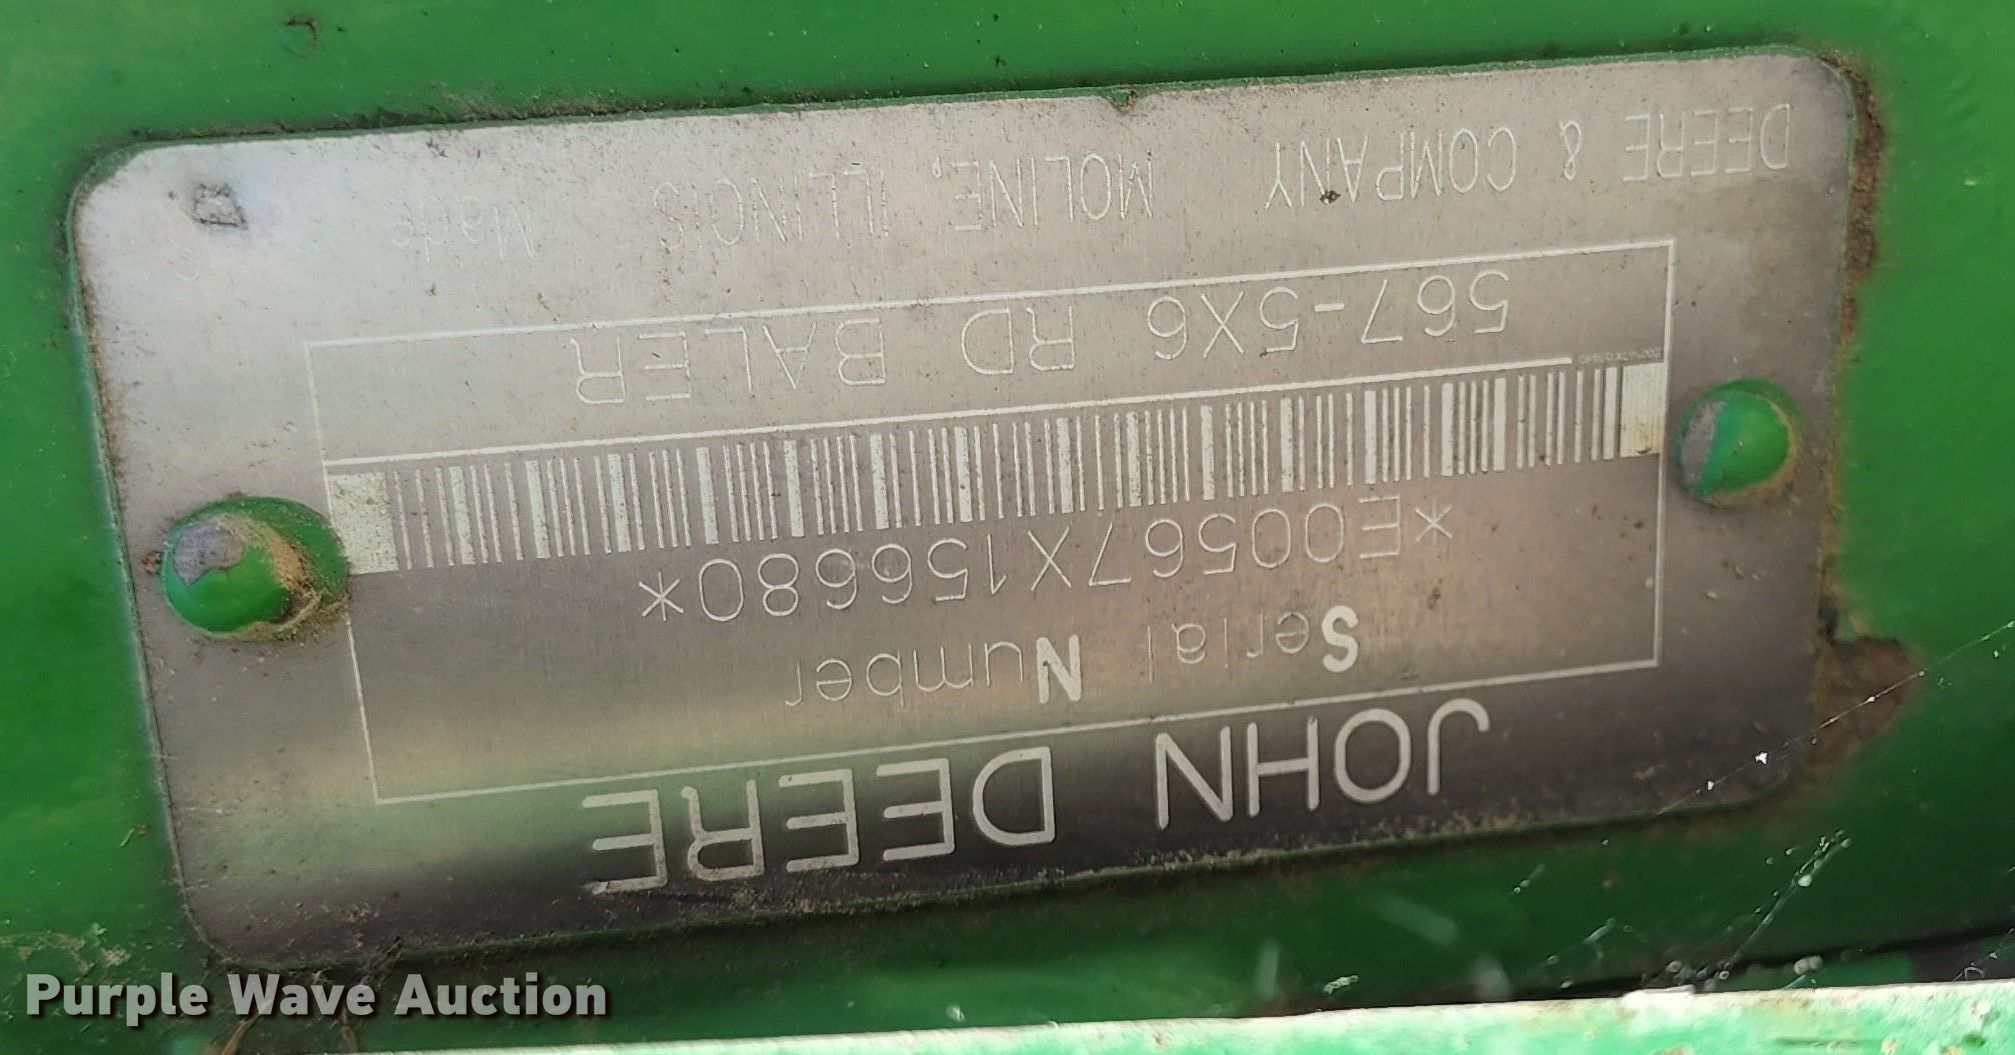 JOHN DEERE
Serial Number
*E00567X156680*
567-5X6 RD BALER
DEERE & COMPANY MOLINE, ILLINOIS Made
Purple Wave Auction